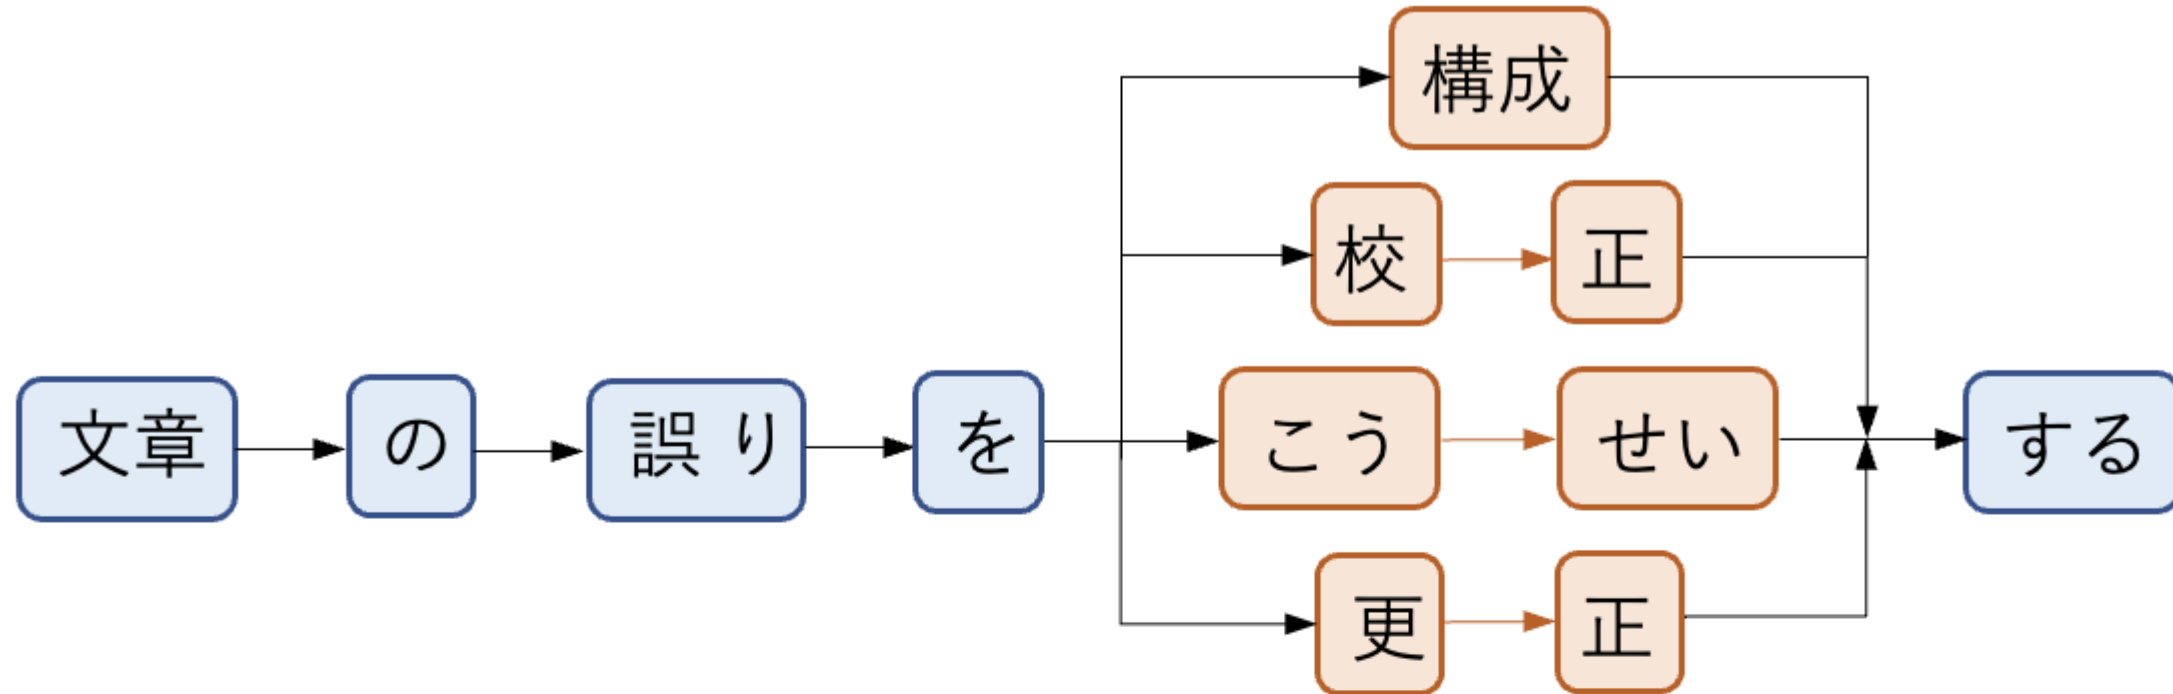 構成
校 正
文章 の 誤り を こう せい する
更 正